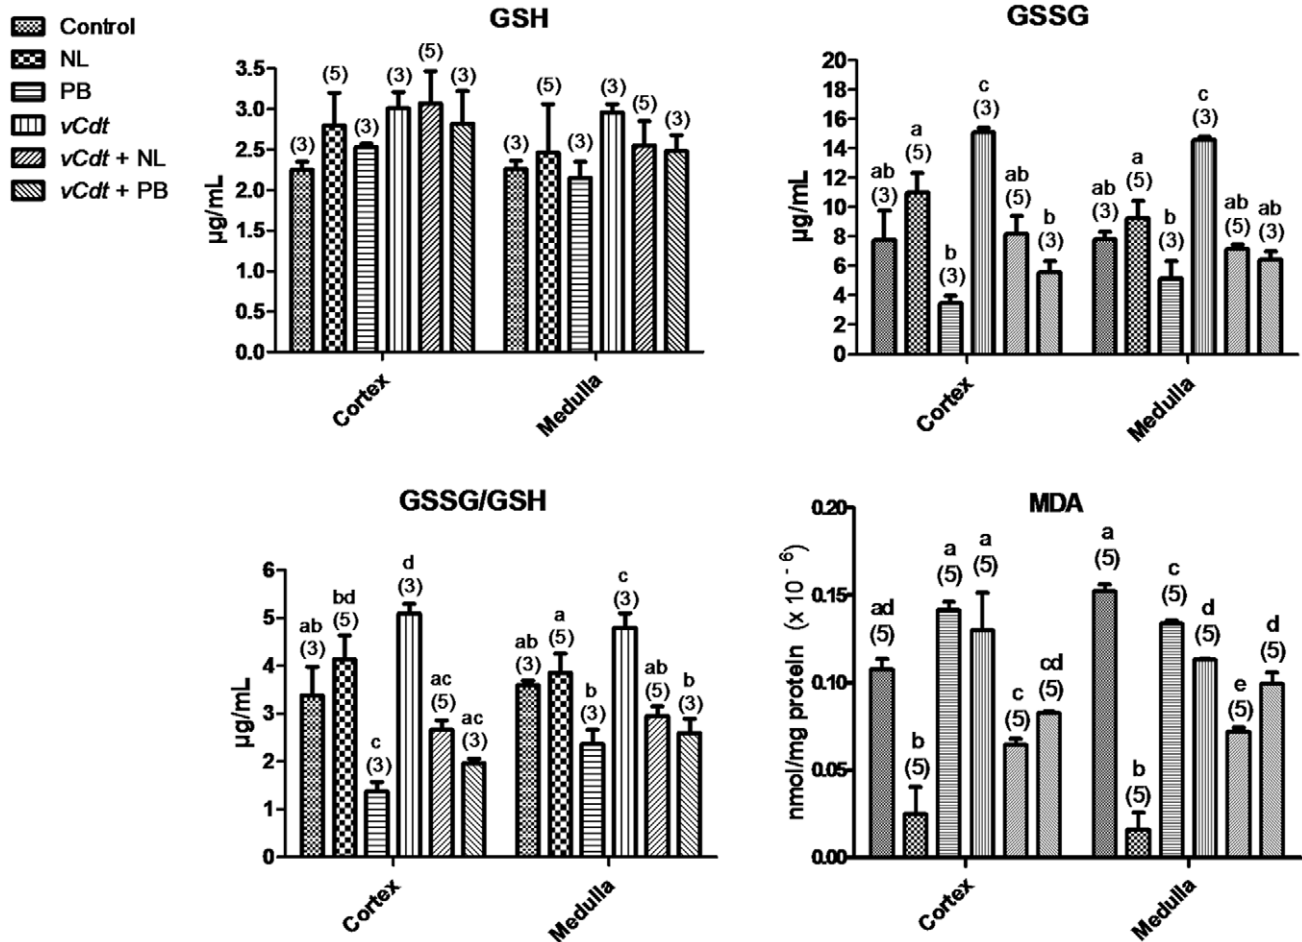 Control
NL
PB
vCdt
vCdt + NL
vCdt + PB
GSH
µg/mL
3.5
3.0
2.5
2.0
1.5
1.0
0.5
0.0
(3)
(5)
(3)
(3)
(5)
(3)
(3)
(5)
(3)
(3)
(5)
(3)
Cortex
Medulla
GSSG
µg/mL
20
18
16
14
12
10
8
6
4
2
0
ab
(3)
a
(5)
b
(3)
c
(3)
ab
(5)
b
(3)
ab
(3)
a
(5)
b
(3)
c
(3)
ab
(5)
ab
(3)
Cortex
Medulla
GSSG/GSH
µg/mL
6
5
4
3
2
1
0
ab
(3)
bd
(5)
c
(3)
d
(3)
ac
(5)
ac
(3)
ab
(3)
a
(5)
b
(3)
c
(3)
ab
(5)
b
(3)
Cortex
Medulla
MDA
nmol/mg protein (x 10 - 6)
0.20
0.15
0.10
0.05
0.00
ad
(5)
b
(5)
a
(5)
a
(5)
c
(5)
cd
(5)
a
(5)
b
(5)
c
(5)
d
(5)
e
(5)
d
(5)
Cortex
Medulla